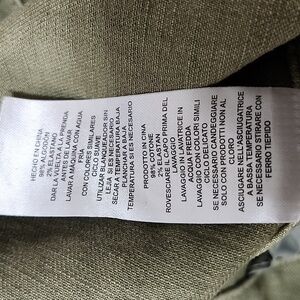 HECHO EN CHINA
98% ALGODÓN
2% ELASTANO
DAR LA VUELTA A LA PRENDA
ANTES DE LAVAR
LAVAR A MAQUINA CON AGUA
FRÍA
CON COLORES SIMILARES
CICLO SUAVE
UTILIZAR BLANQUEADOR SIN
LEJIA SI ES NECESARIO
SECAR A TEMPERATURA BAJA
PLANCHAR A BAJA
TEMPERATURA SI ES NECESARIO
PRODOTTO IN CINA
98% COTONE
2% ELASTAN
ROVESCIARE IL CAPO PRIMA DEL
LAVAGGIO
LAVAGGIO IN LAVATRICE IN
ACQUA FREDDA
LAVAGGIO CON COLORI SIMILI
CICLO DELICATO
SE NECESSARIO CANDEGGIARE
SOLO CON PRODOTTI NON AL
CLORO
ASCIUGARE NELL'ASCIUGATRICE
A BASSA TEMPERATURA
SE NECESSARIO STIRARE CON
FERRO TIEPIDO